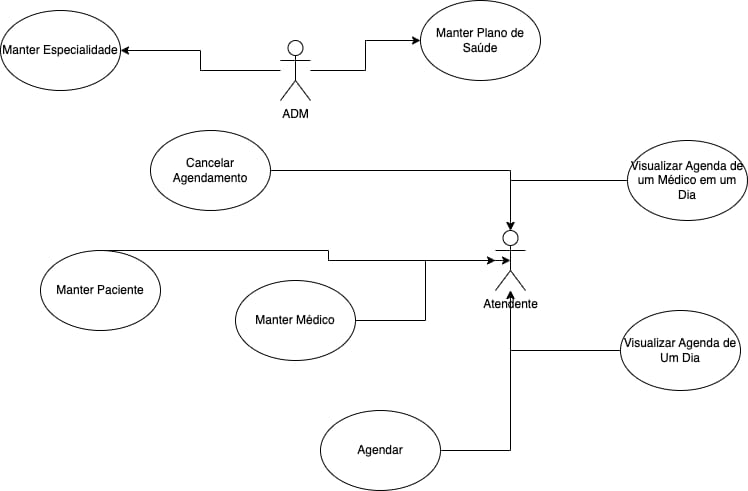 Manter Especialidade
Manter Plano de
Saúde
ADM
Cancelar
Agendamento
Visualizar Agenda de
um Médico em um
Dia
Manter Paciente
Manter Médico
Atendente
Visualizar Agenda de
Um Dia
Agendar